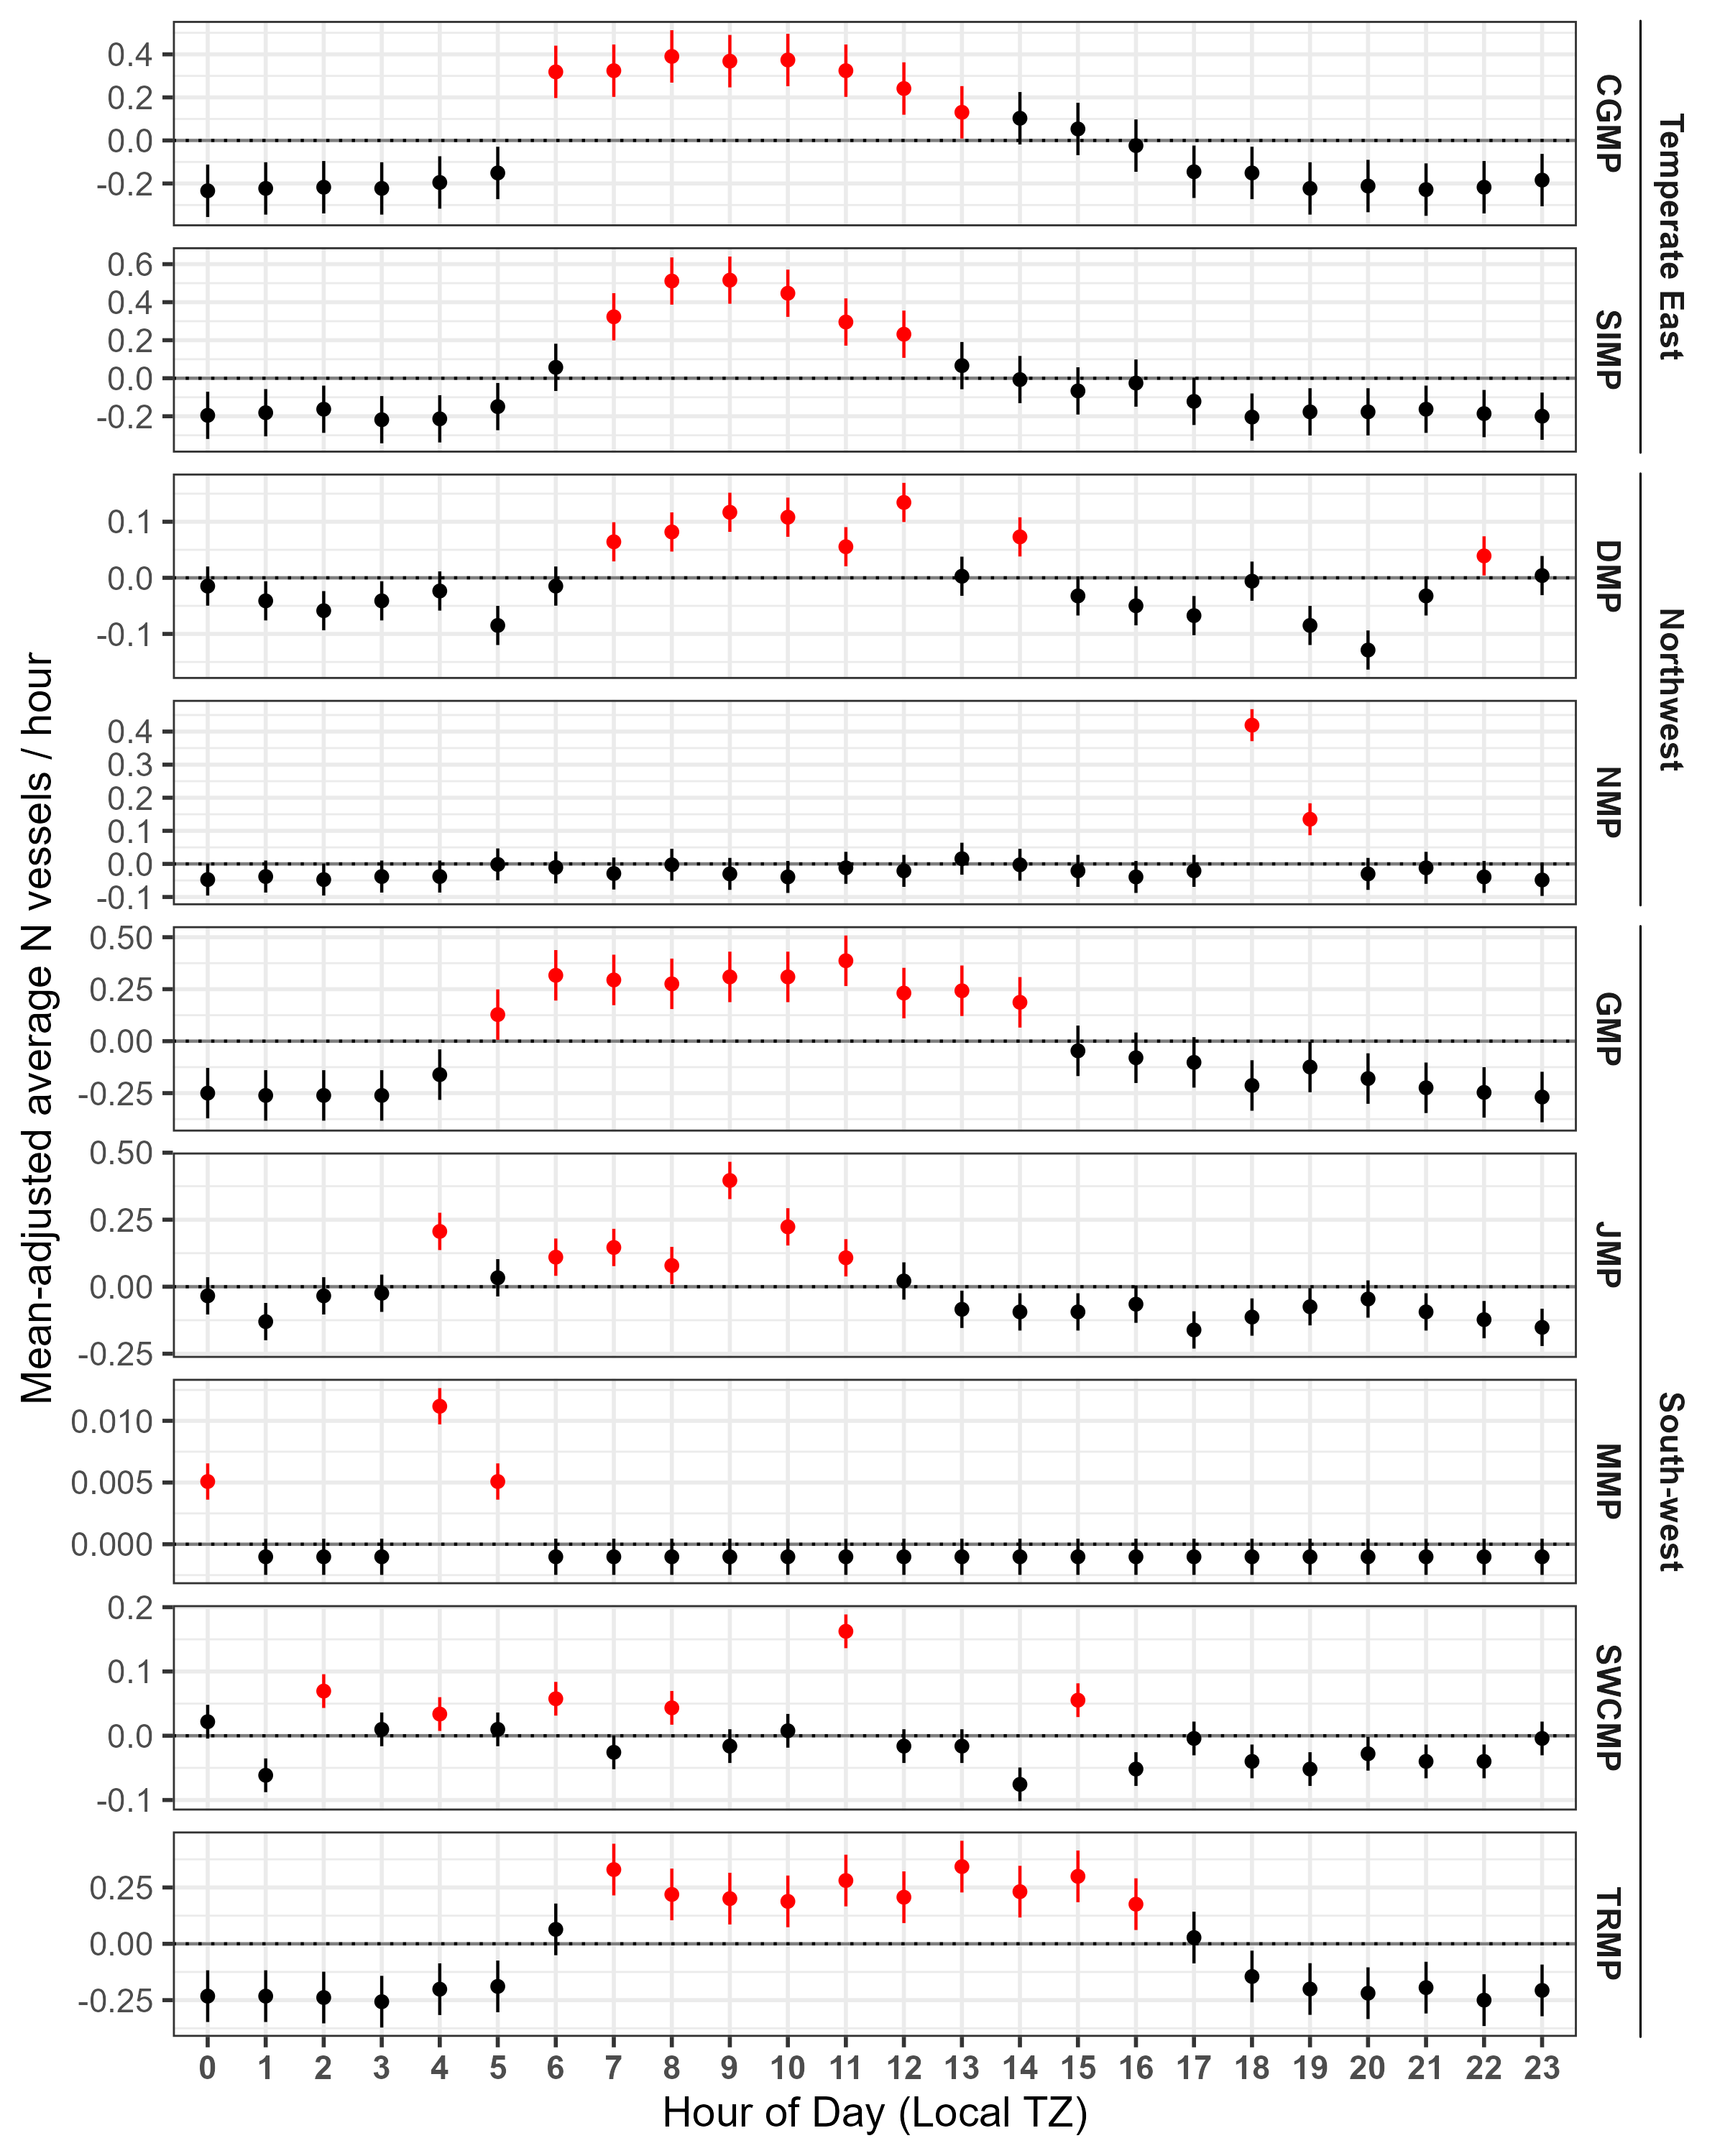 Mean-adjusted average N vessels / hour
0.4
0.2
0.0
-0.2
CGMP
Temperate East
0.6
0.4
0.2
0.0
-0.2
SIMP
0.1
0.0
-0.1
DMP
Northwest
0.4
0.3
0.2
0.1
0.0
-0.1
NMP
0.50
0.25
0.00
-0.25
GMP
South-west
0.50
0.25
0.00
-0.25
JMP
0.010
0.005
0.000
MMP
0.2
0.1
0.0
-0.1
SWCMP
0.25
0.00
-0.25
TRMP
0 1 2 3 4 5 6 7 8 9 10 11 12 13 14 15 16 17 18 19 20 21 22 23
Hour of Day (Local TZ)